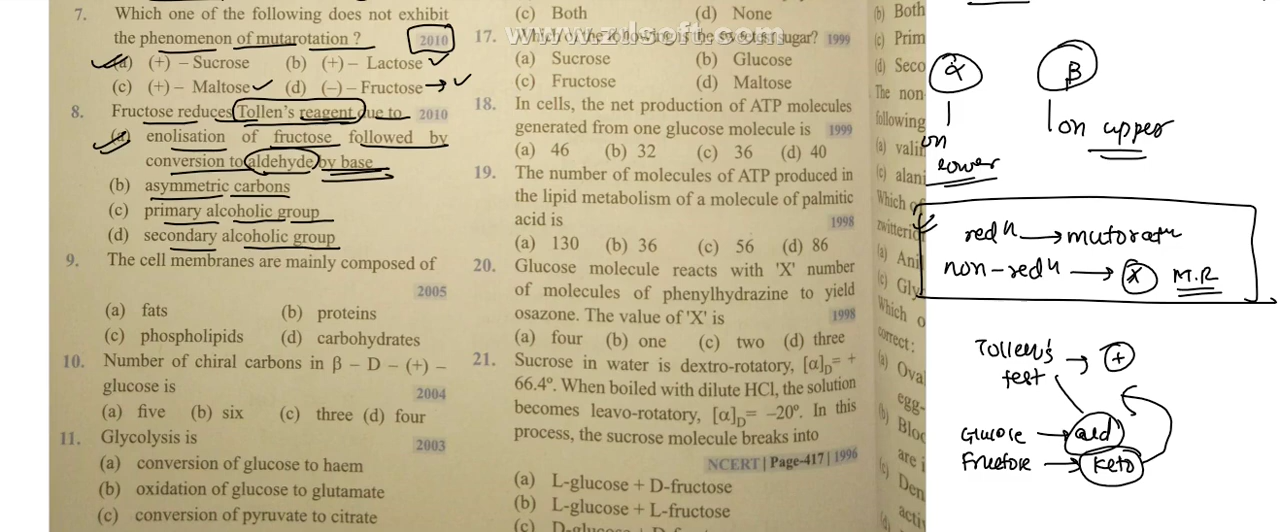 7. Which one of the following does not exhibit
the phenomenon of mutarotation ? 2010
(a) (+) – Sucrose (b) (+) – Lactose
(c) (+) – Maltose (d) (–) – Fructose
8. Fructose reduces Tollen's reagent due to 2010
(a) enolisation of fructose followed by
conversion to aldehyde by base
(b) asymmetric carbons
(c) primary alcoholic group
(d) secondary alcoholic group
9. The cell membranes are mainly composed of
2005
(a) fats (b) proteins
(c) phospholipids (d) carbohydrates
10. Number of chiral carbons in β – D – (+) –
glucose is 2004
(a) five (b) six (c) three (d) four
11. Glycolysis is 2003
(a) conversion of glucose to haem
(b) oxidation of glucose to glutamate
(c) conversion of pyruvate to citrate
(c) Both (d) None
17. Which of the following is the sweetest sugar? 1999
(a) Sucrose (b) Glucose
(c) Fructose (d) Maltose
18. In cells, the net production of ATP molecules
generated from one glucose molecule is 1999
(a) 46 (b) 32 (c) 36 (d) 40
19. The number of molecules of ATP produced in
the lipid metabolism of a molecule of palmitic
acid is 1998
(a) 130 (b) 36 (c) 56 (d) 86
20. Glucose molecule reacts with 'X' number
of molecules of phenylhydrazine to yield
osazone. The value of 'X' is 1998
(a) four (b) one (c) two (d) three
21. Sucrose in water is dextro-rotatory, [α]D= +
66.4º. When boiled with dilute HCl, the solution
becomes leavo-rotatory, [α]D= –20º. In this
process, the sucrose molecule breaks into
NCERT | Page-417 | 1996
(a) L-glucose + D-fructose
(b) L-glucose + L-fructose
(b) Both
(c) Prim
(d) Seco
The non-
following
(a) valin
(c) alani
Which of
zwitterio
(a) Ani
(c) Gly
Which o
correct:
(a) Ova
egg-
(b) Bloo
are i
(c) Den
acti
α β
on lower
on upper
redn → mutoratn
non-redn → X M.R
Tollen's test → +
Glucose → ald
Fructose → keto